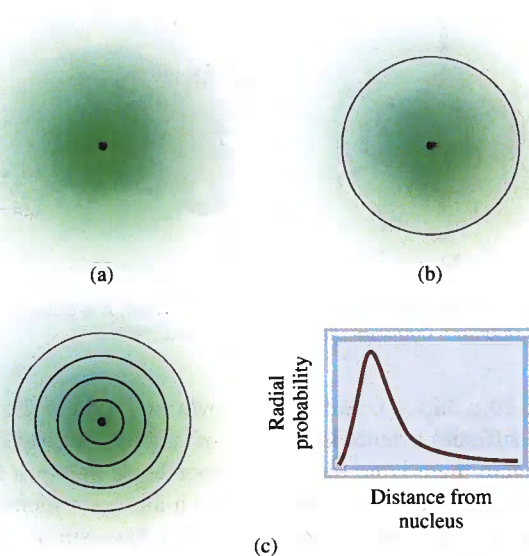 (a)
(b)
Radial
probability
Distance from
nucleus
(c)